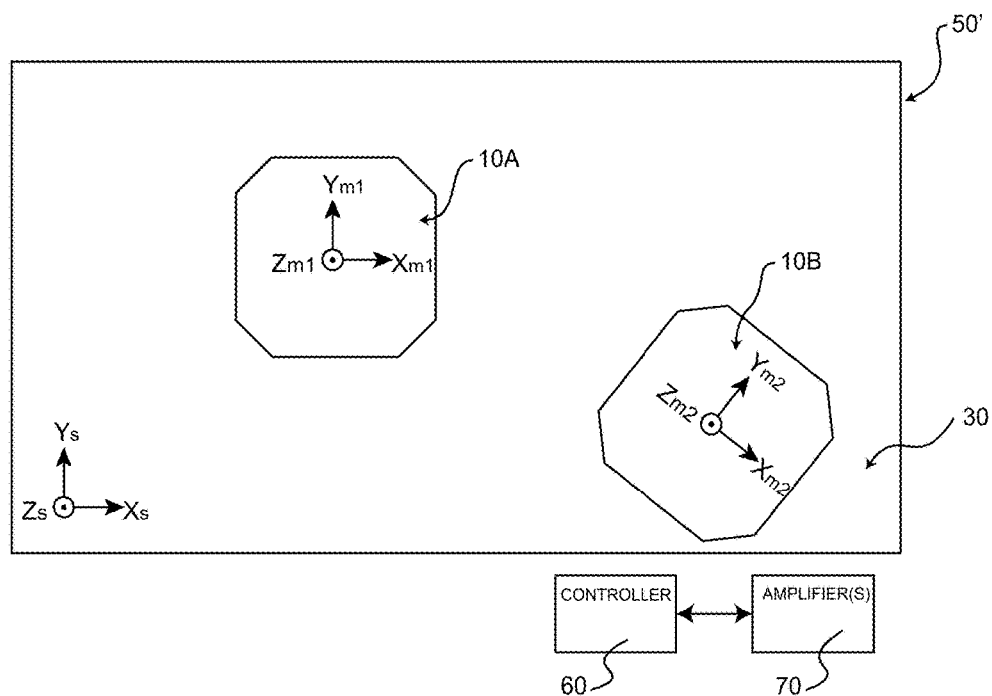 50'
10A
Ym1
Zm1 Xm1
10B
Ym2
Zm2
Xm2
30
Ys
Zs Xs
CONTROLLER AMPLIFIER(S)
60 70